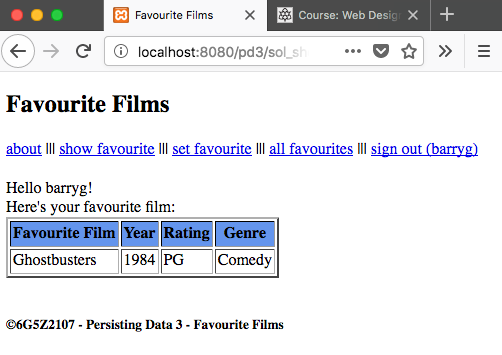 Favourite Films
Course: Web Desig
localhost:8080/pd3/sol_sh
Favourite Films
about ||| show favourite ||| set favourite ||| all favourites ||| sign out (barryg)
Hello barryg!
Here's your favourite film:
Favourite Film Year Rating Genre
Ghostbusters 1984 PG Comedy
©6G5Z2107 - Persisting Data 3 - Favourite Films